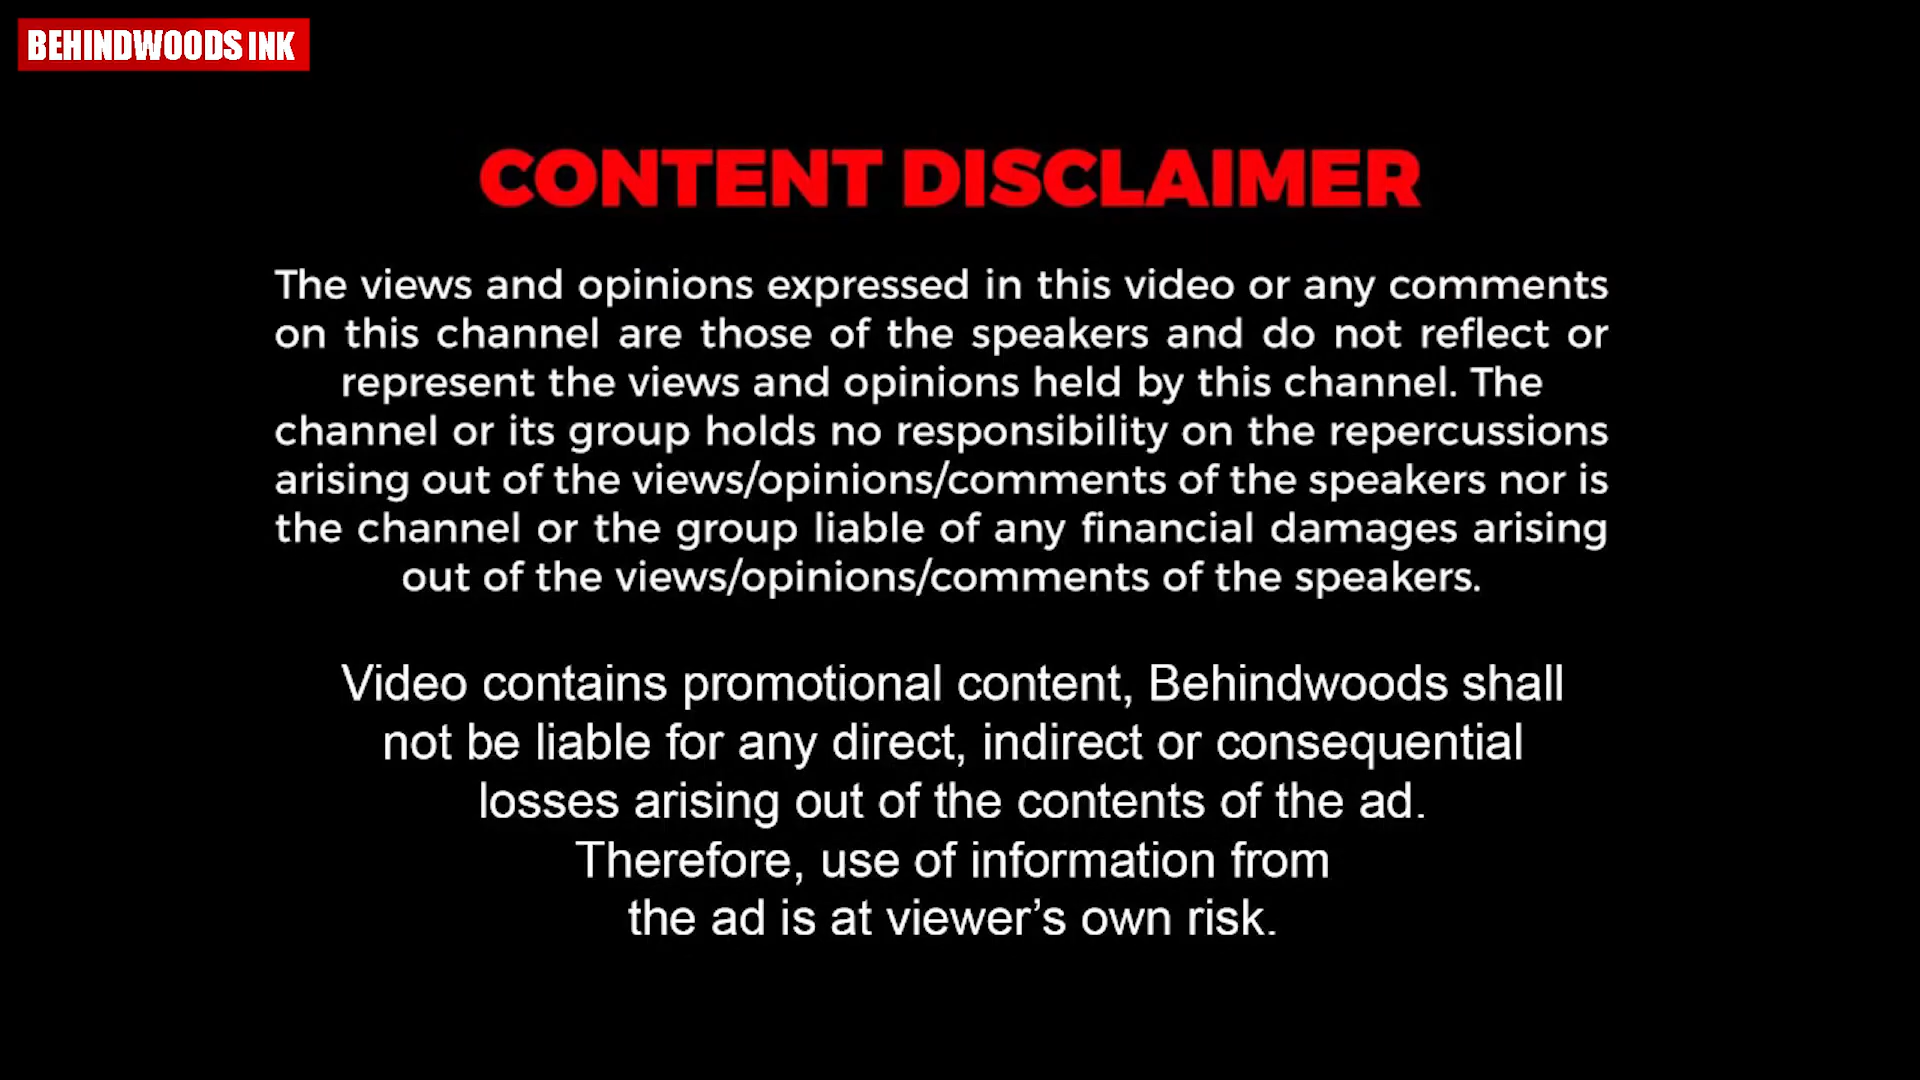 BEHINDWOODS INK
CONTENT DISCLAIMER
The views and opinions expressed in this video or any comments
on this channel are those of the speakers and do not reflect or
represent the views and opinions held by this channel. The
channel or its group holds no responsibility on the repercussions
arising out of the views/opinions/comments of the speakers nor is
the channel or the group liable of any financial damages arising
out of the views/opinions/comments of the speakers.
Video contains promotional content, Behindwoods shall
not be liable for any direct, indirect or consequential
losses arising out of the contents of the ad.
Therefore, use of information from
the ad is at viewer’s own risk.